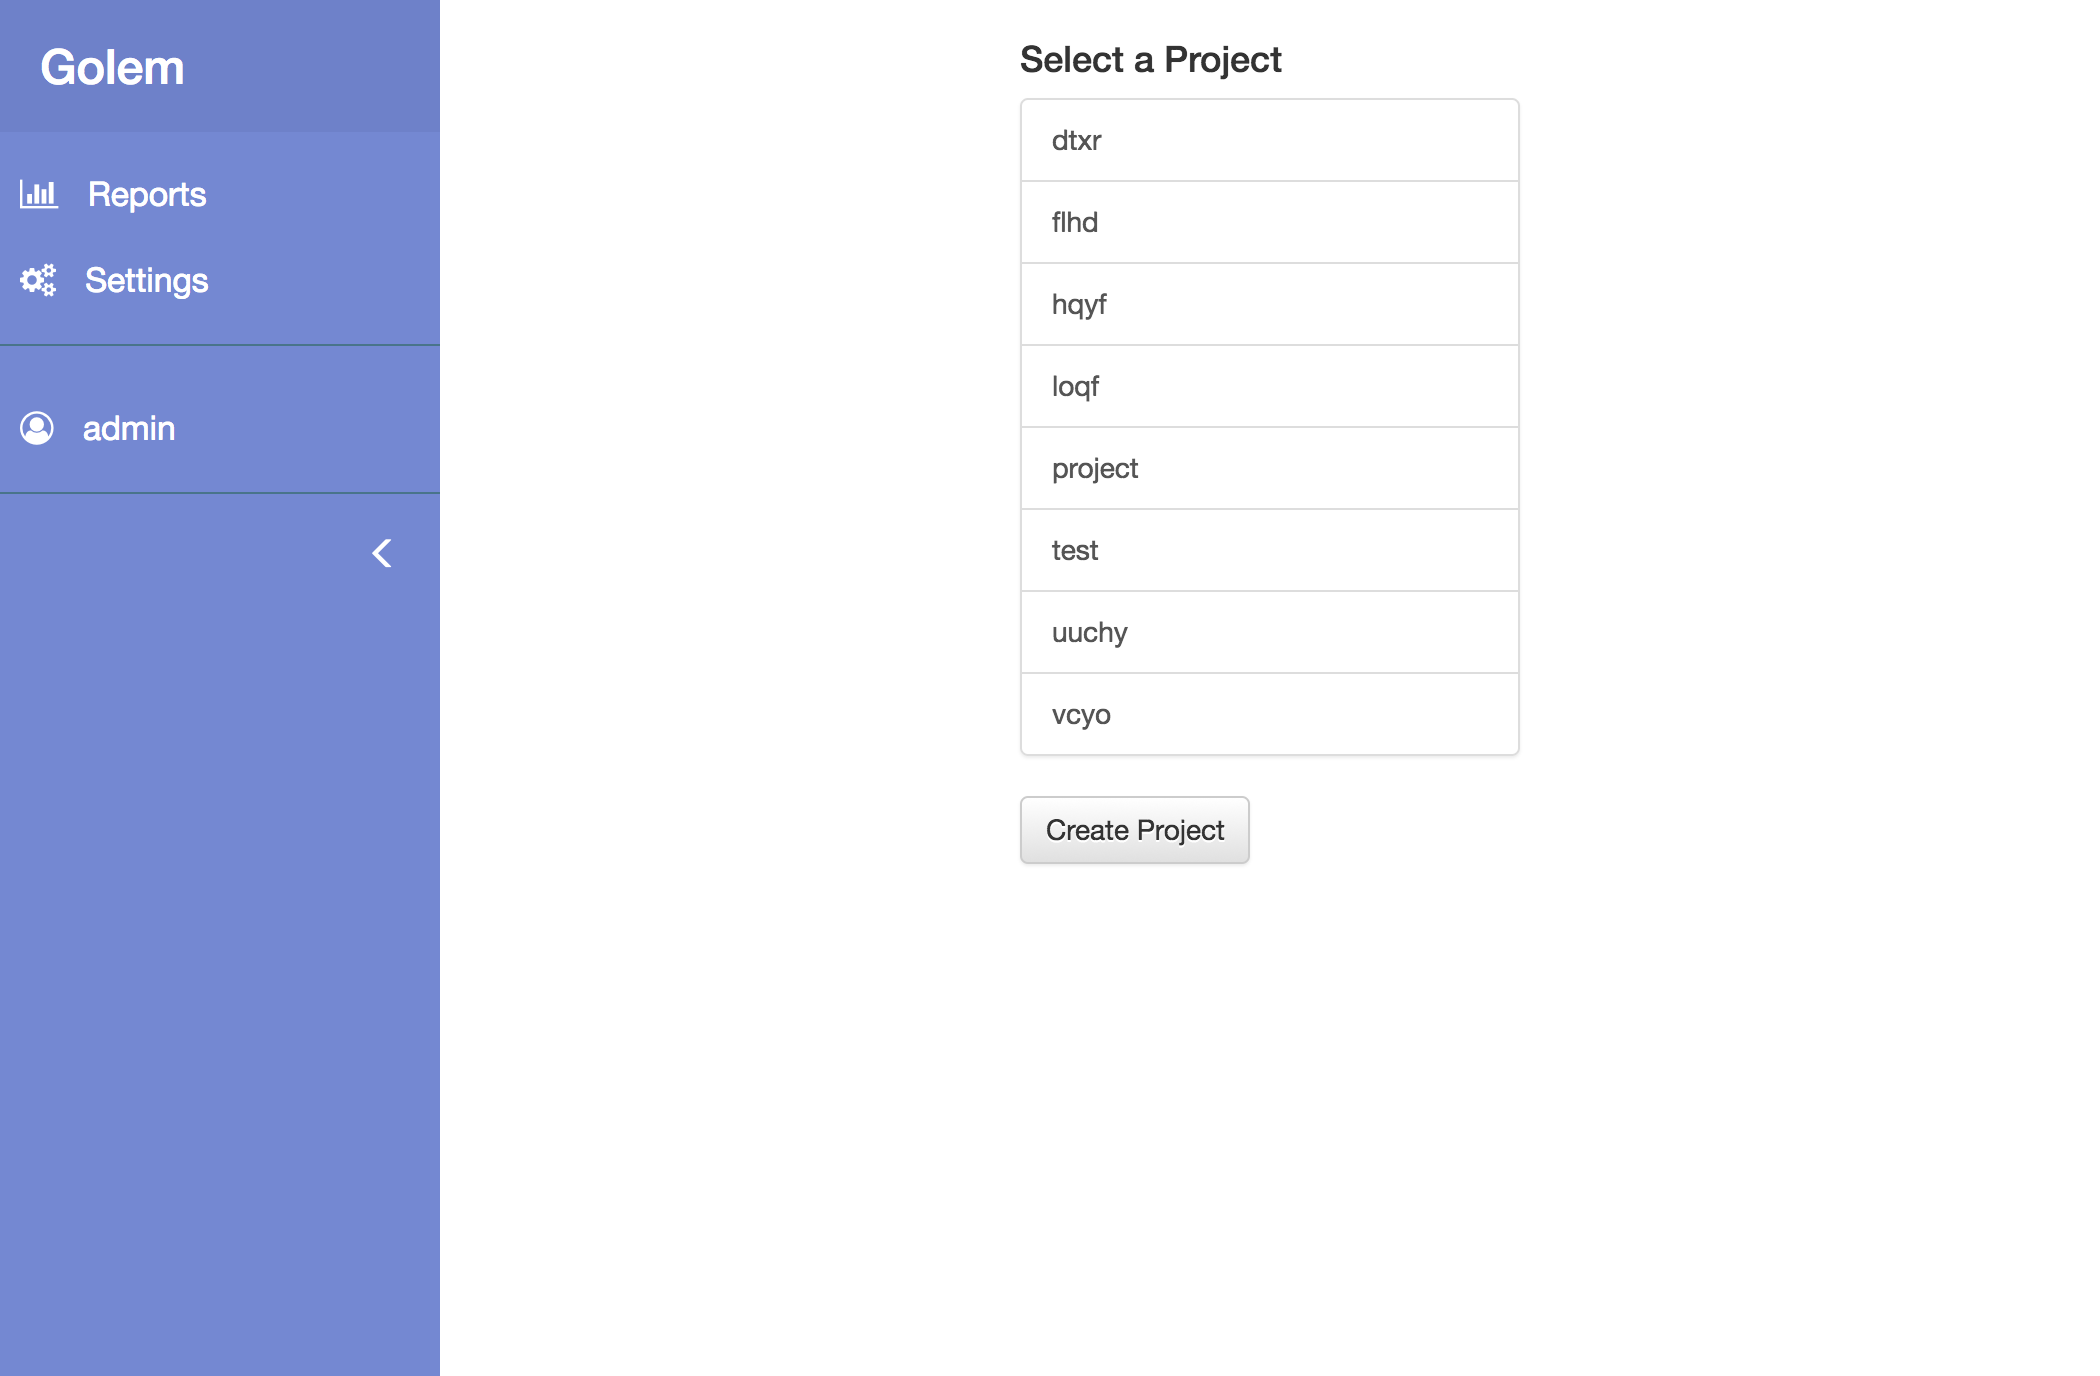 Golem
Reports
Settings
admin
Select a Project
dtxr
flhd
hqyf
loqf
project
test
uuchy
vcyo
Create Project